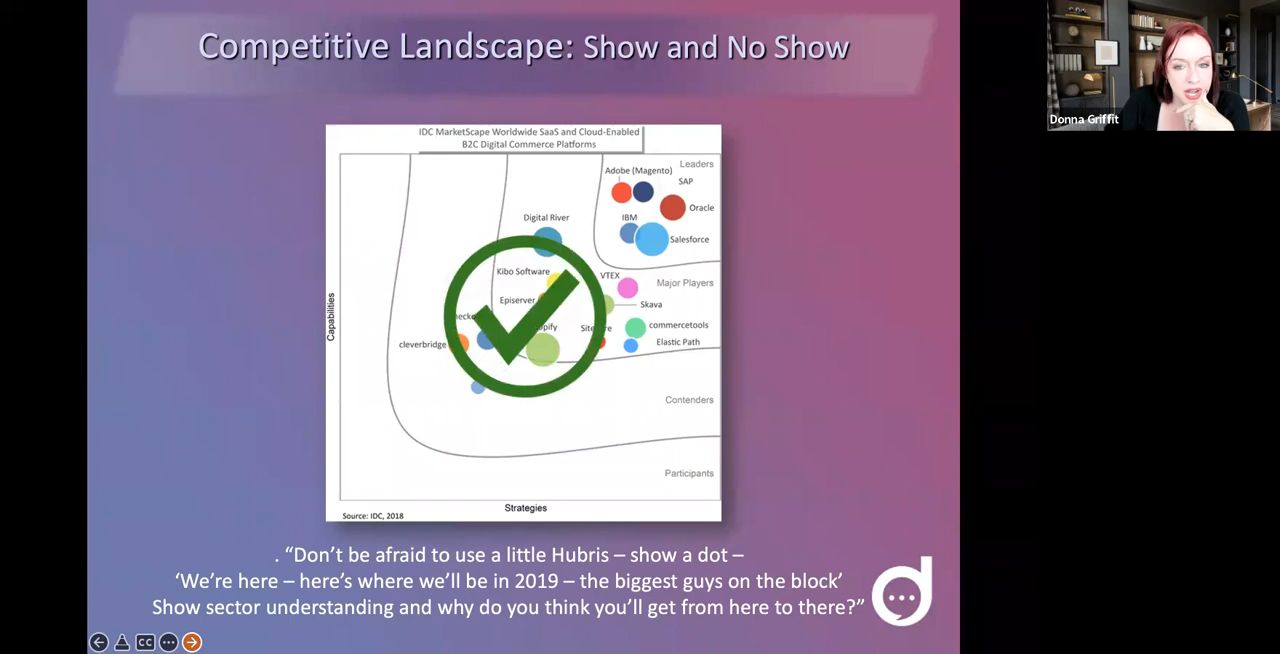 Competitive Landscape: Show and No Show
Donna Griffit
IDC MarketScape Worldwide SaaS and Cloud-Enabled
B2C Digital Commerce Platforms
Leaders
Adobe (Magento)
SAP
Oracle
Digital River
IBM
Salesforce
Kibo Software
VTEX
Major Players
Episerver
Skava
commercetools
cleverbridge
Elastic Path
Capabilities
Contenders
Participants
Strategies
Source: IDC, 2018
. “Don’t be afraid to use a little Hubris – show a dot –
‘We’re here – here’s where we’ll be in 2019 – the biggest guys on the block’
Show sector understanding and why do you think you’ll get from here to there?”
CC